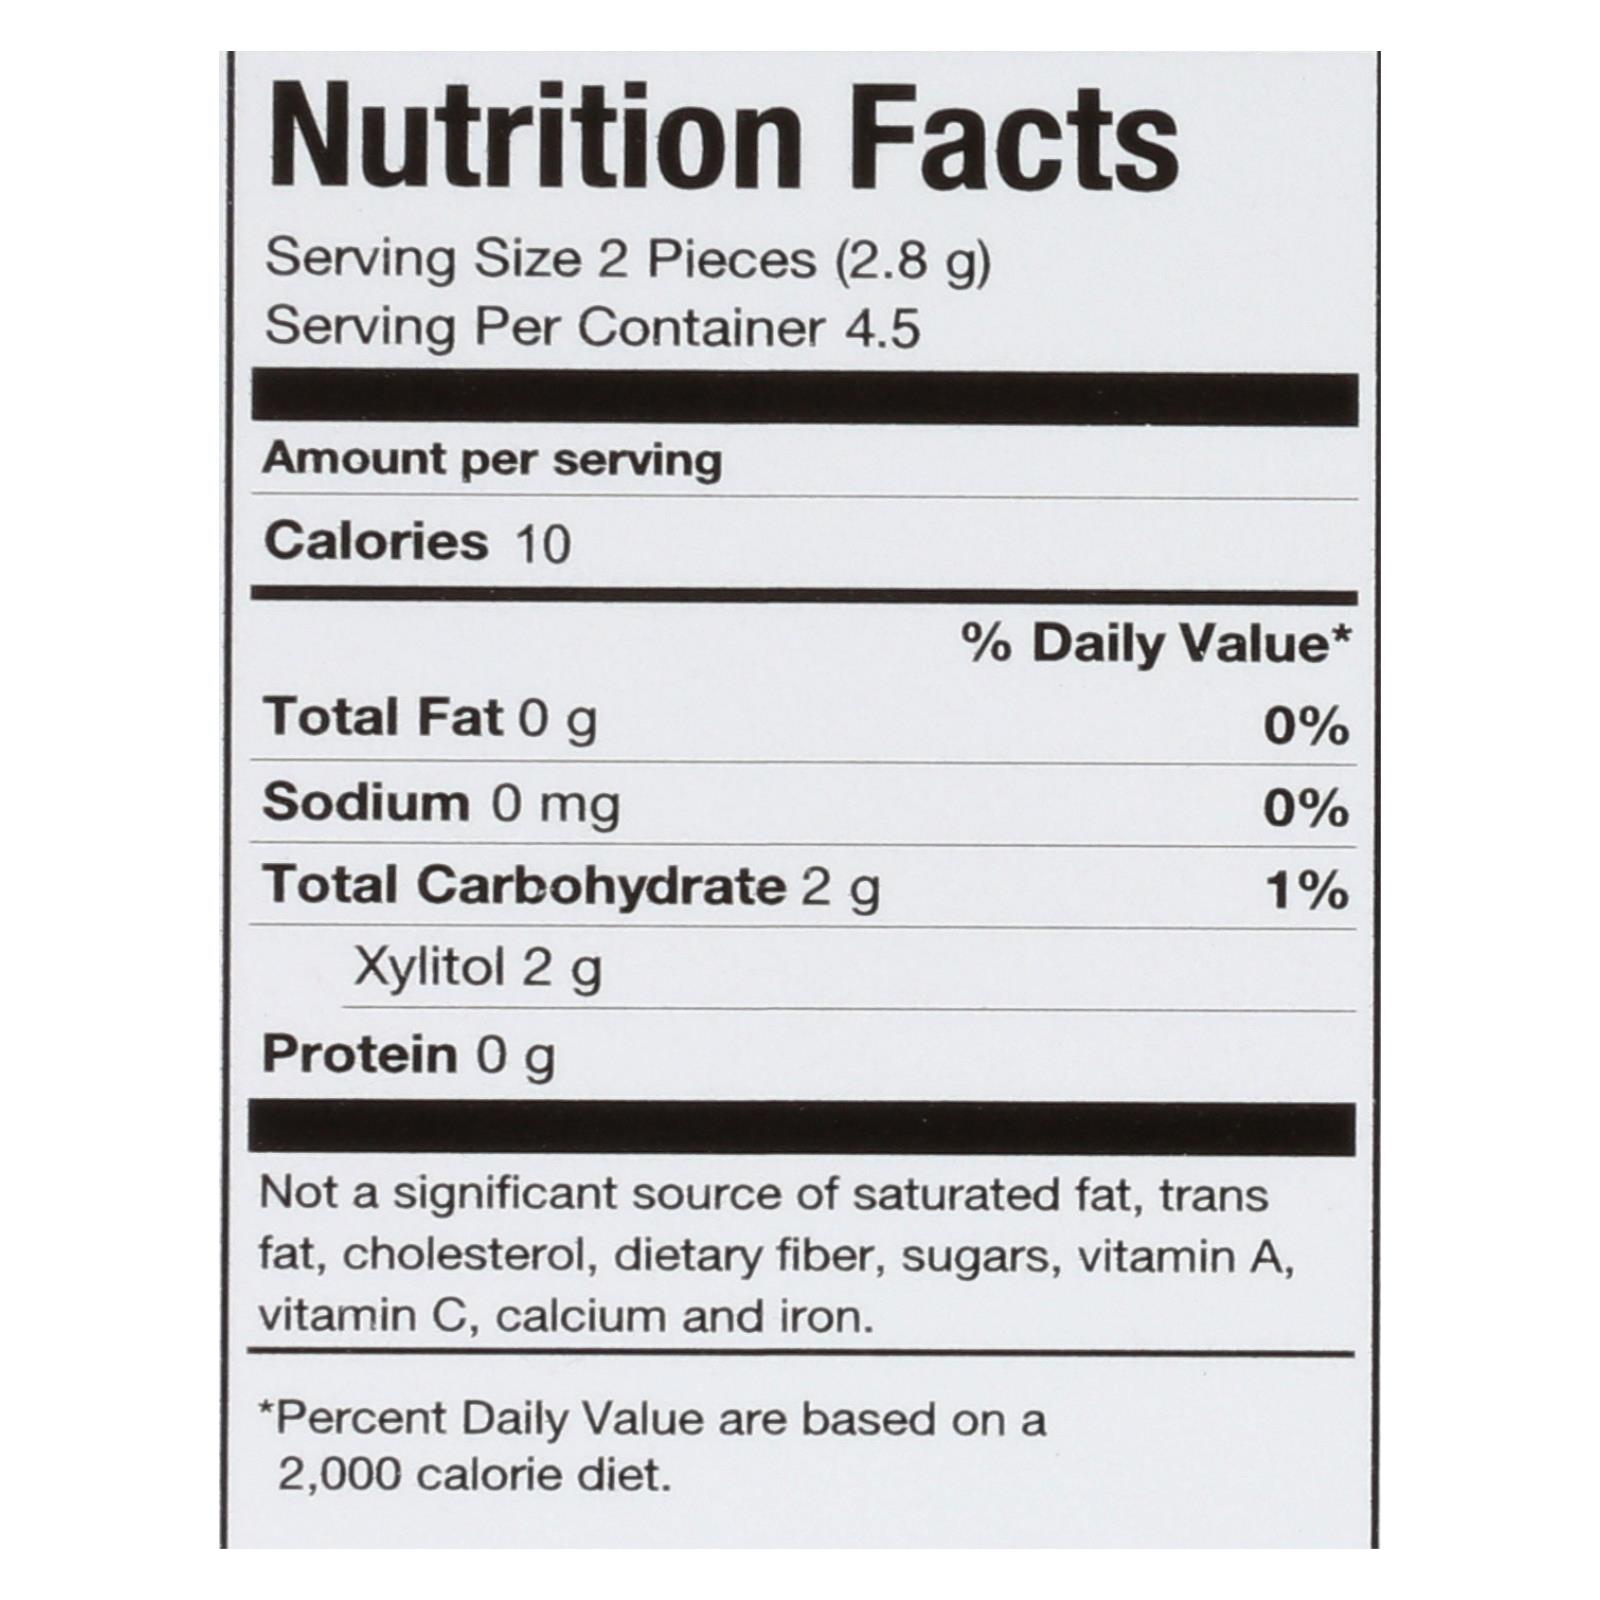 Nutrition Facts
Serving Size 2 Pieces (2.8 g)
Serving Per Container 4.5
Amount per serving
Calories 10
% Daily Value*
Total Fat 0 g 0%
Sodium 0 mg 0%
Total Carbohydrate 2 g 1%
Xylitol 2 g
Protein 0 g
Not a significant source of saturated fat, trans
fat, cholesterol, dietary fiber, sugars, vitamin A,
vitamin C, calcium and iron.
*Percent Daily Value are based on a
2,000 calorie diet.